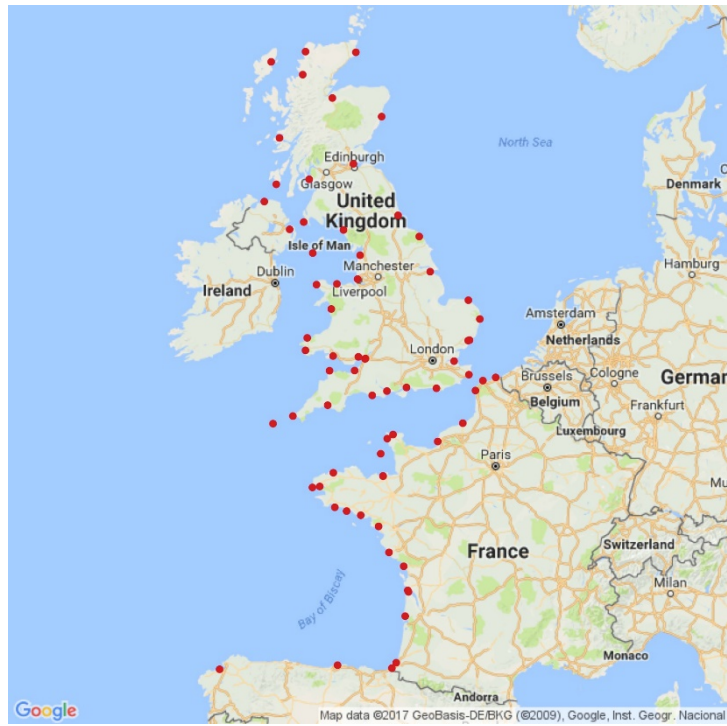 North Sea
Edinburgh
Glasgow
Denmark
United
Kingdom
Isle of Man
Hamburg
Dublin
Manchester
Ireland
Liverpool
Amsterdam
Netherlands
London
Brussels
Cologne
German
Belgium
Frankfurt
Luxembourg
Paris
Mu
France
Switzerland
Milan
Bay of Biscay
Monaco
Andorra
Google
Map data ©2017 GeoBasis-DE/BKG (©2009), Google, Inst. Geogr. Nacional